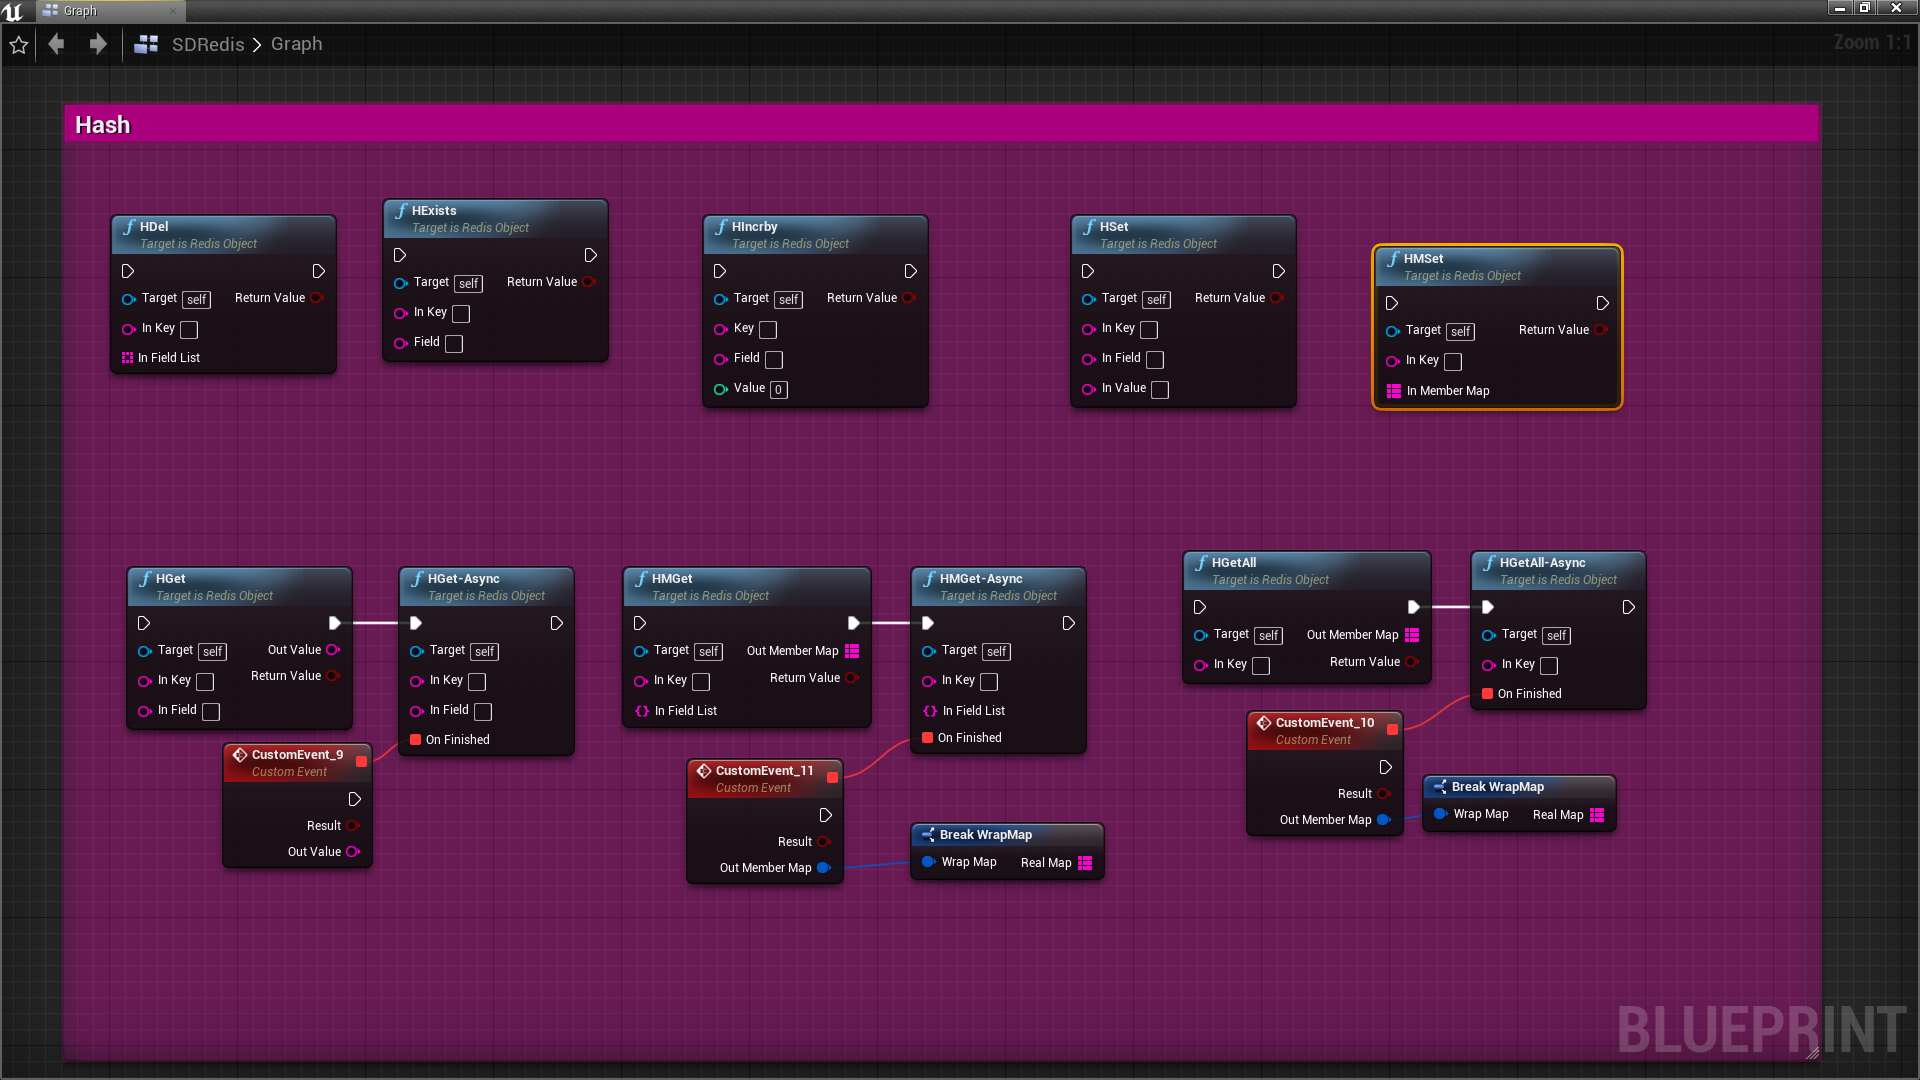 Graph
SDRedis > Graph
Zoom 1:1
Hash
HDel
Target is Redis Object
Target self Return Value
In Key
In Field List
HExists
Target is Redis Object
Target self Return Value
In Key
Field
HIncrby
Target is Redis Object
Target self Return Value
Key
Field
Value 0
HSet
Target is Redis Object
Target self Return Value
In Key
In Field
In Value
HMSet
Target is Redis Object
Target self Return Value
In Key
In Member Map
HGet
Target is Redis Object
Target self Out Value
In Key Return Value
In Field
HGet-Async
Target is Redis Object
Target self
In Key
In Field
On Finished
CustomEvent_9
Custom Event
Result
Out Value
HMGet
Target is Redis Object
Target self Out Member Map
In Key Return Value
In Field List
HMGet-Async
Target is Redis Object
Target self
In Key
In Field List
On Finished
CustomEvent_11
Custom Event
Result
Out Member Map
Break WrapMap
Wrap Map Real Map
HGetAll
Target is Redis Object
Target self Out Member Map
In Key Return Value
HGetAll-Async
Target is Redis Object
Target self
In Key
On Finished
CustomEvent_10
Custom Event
Result
Out Member Map
Break WrapMap
Wrap Map Real Map
BLUEPRINT